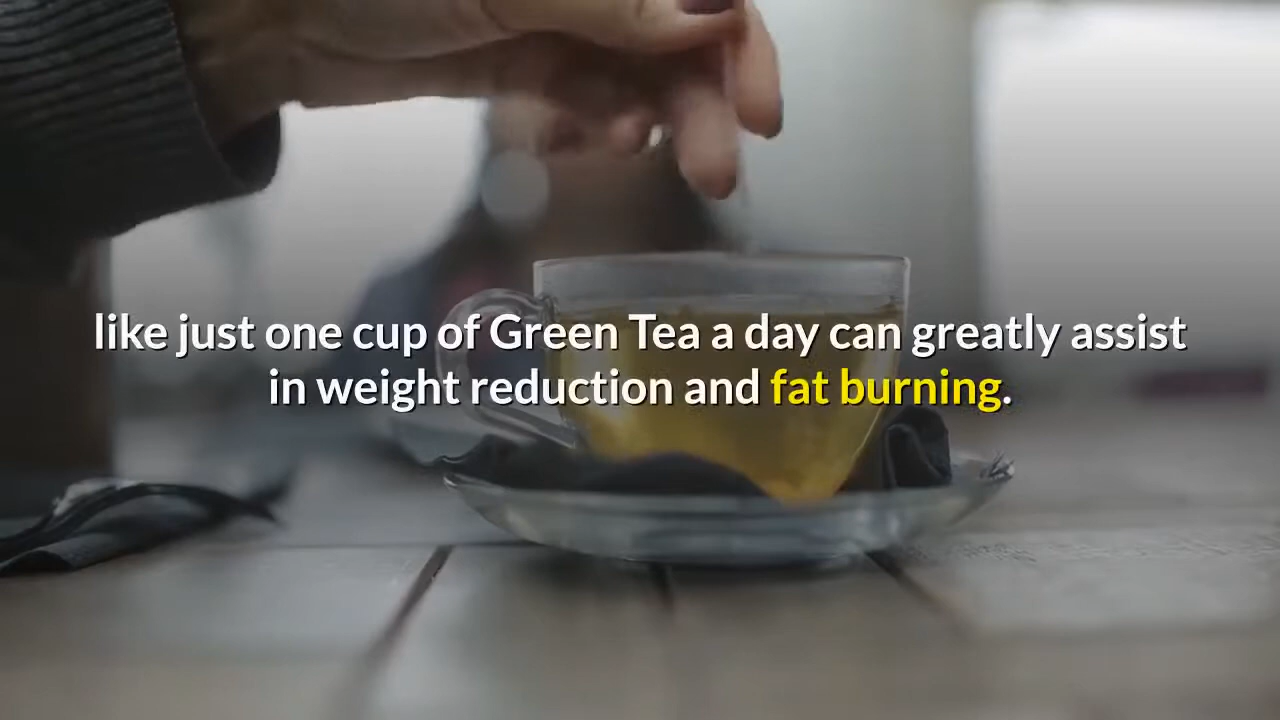 like just one cup of Green Tea a day can greatly assist
in weight reduction and fat burning.